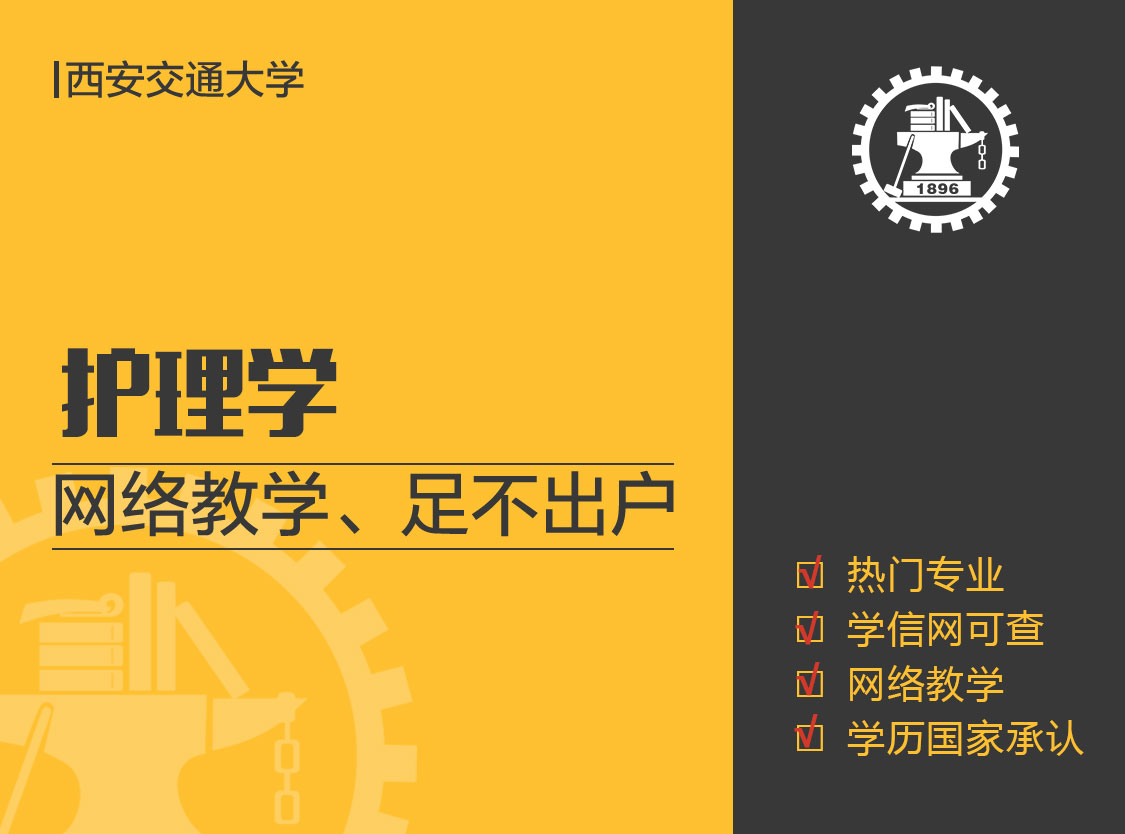 西安交通大学
护理学
网络教学、足不出户
1896
热门专业
学信网可查
网络教学
学历国家承认